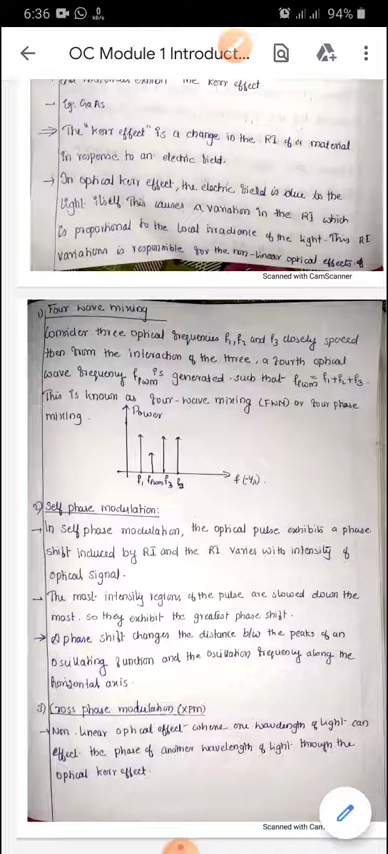 6:36
KB/s
94%
OC Module 1 Introduct...
the Kerr effect.
→ Eg: GaAs
⇒ The "Kerr effect" is a change in the RI of a material
in response to an electric field.
→ In optical Kerr effect, the electric field is due to the
light itself. This causes a variation in the RI which
is proportional to the local irradiance of the light. This RI
variation is responsible for the non-linear optical effects of
Scanned with CamScanner
1) Four wave mixing
Consider three optical frequencies f1, f2 and f3 closely spaced
then from the interaction of the three, a fourth optical
wave frequency fFWM is generated such that fFWM = f1+f2+f3.
This is known as four-wave mixing (FWM) or four phase
mixing.
Power
f1 fFWM f3 f2
f(-1/λ).
2) Self phase modulation:
→ In self phase modulation, the optical pulse exhibits a phase
shift induced by RI and the RI varies with intensity of
optical signal.
→ The most intensity regions of the pulse are slowed down the
most. so they exhibit the greatest phase shift.
→ A phase shift changes the distance b/w the peaks of an
oscillating function and the oscillation frequency along the
horizontal axis.
3) Cross phase modulation (XPM)
→ Non-linear optical effect where one wavelength of light can
effect the phase of another wavelength of light through the
optical kerr effect.
Scanned with Cam